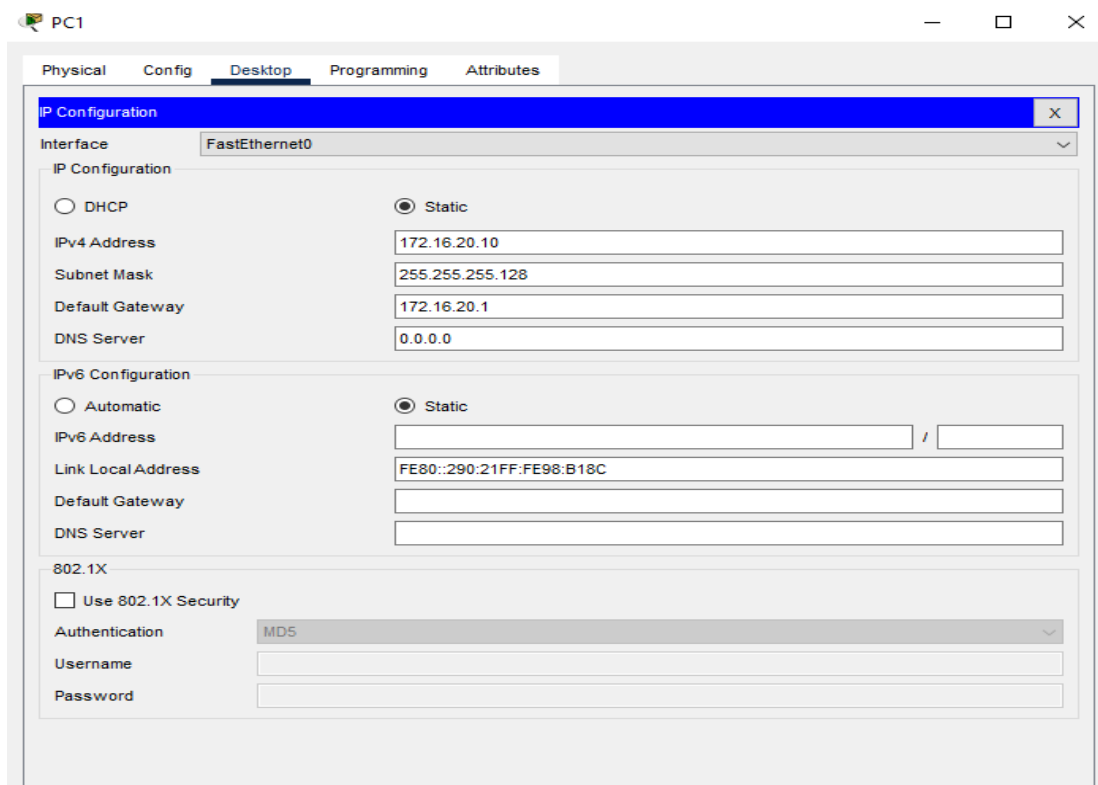 PC1
Physical Config Desktop Programming Attributes
IP Configuration X
Interface FastEthernet0
IP Configuration
DHCP Static
IPv4 Address 172.16.20.10
Subnet Mask 255.255.255.128
Default Gateway 172.16.20.1
DNS Server 0.0.0.0
IPv6 Configuration
Automatic Static
IPv6 Address /
Link Local Address FE80::290:21FF:FE98:B18C
Default Gateway
DNS Server
802.1X
Use 802.1X Security
Authentication MD5
Username
Password